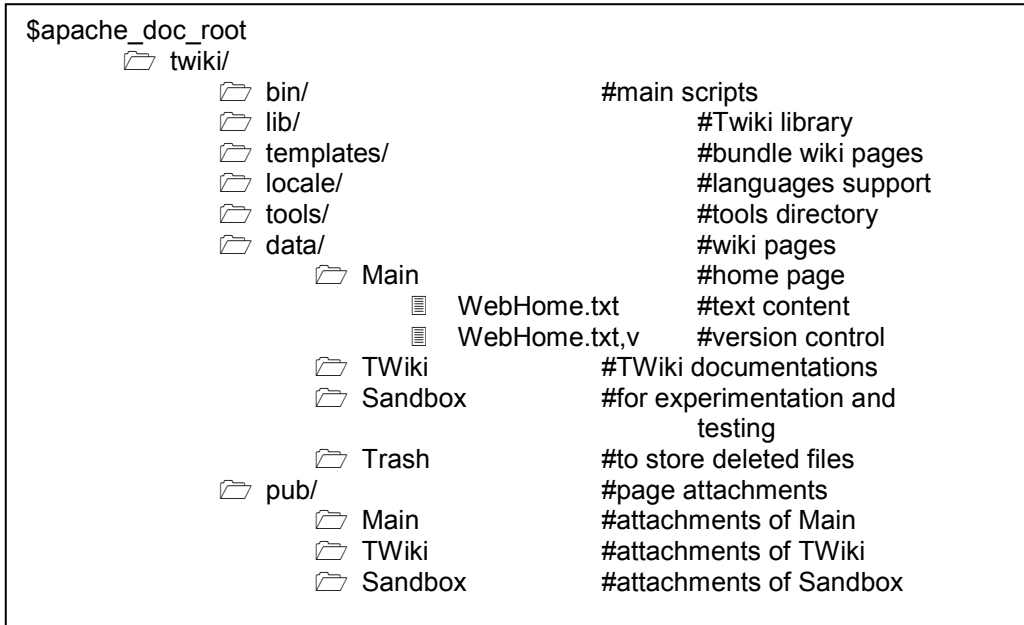 $apache_doc_root
twiki/
bin/ #main scripts
lib/ #Twiki library
templates/ #bundle wiki pages
locale/ #languages support
tools/ #tools directory
data/ #wiki pages
Main #home page
WebHome.txt #text content
WebHome.txt,v #version control
TWiki #TWiki documentations
Sandbox #for experimentation and
testing
Trash #to store deleted files
pub/ #page attachments
Main #attachments of Main
TWiki #attachments of TWiki
Sandbox #attachments of Sandbox